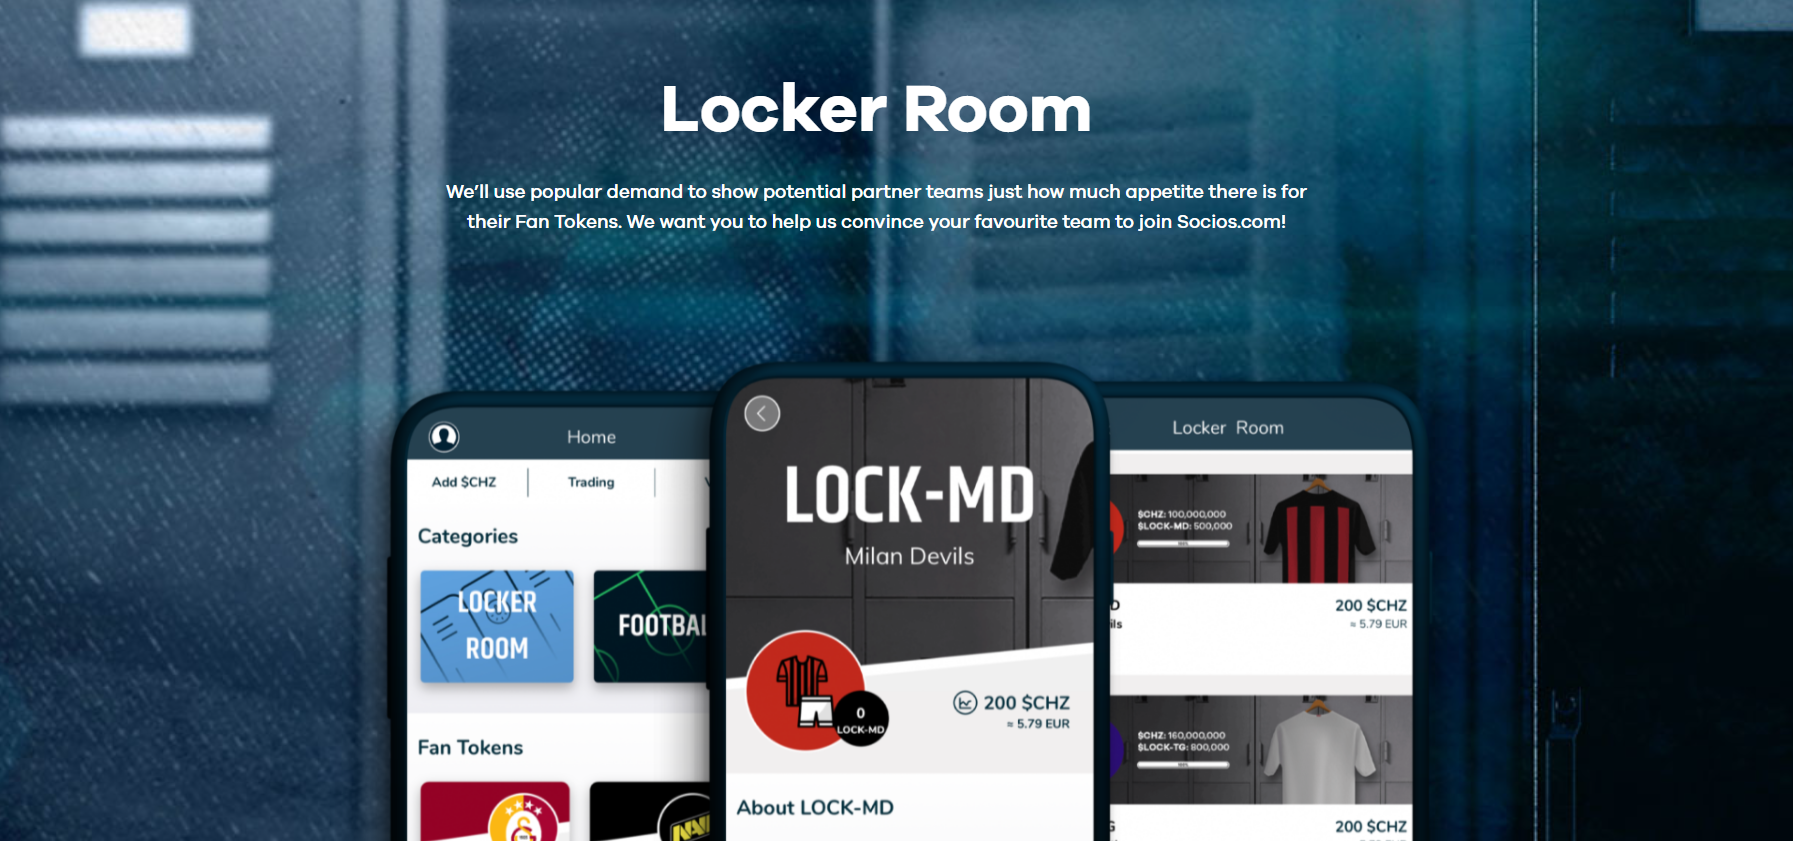 Locker Room
We'll use popular demand to show potential partner teams just how much appetite there is for
their Fan Tokens. We want you to help us convince your favourite team to join Socios.com!
Home
Add $CHZ
Trading
Categories
LOCKER
ROOM
FOOTBAL
Fan Tokens
LOCK-MD
Milan Devils
0
LOCK-MD
200 $CHZ
≈ 5.79 EUR
About LOCK-MD
Locker Room
$CHZ: 100,000,000
$LOCK-MD: 500,000
D
ils
200 $CHZ
≈ 5.79 EUR
$CHZ: 160,000,000
$LOCK-TG: 800,000
G
200 $CHZ